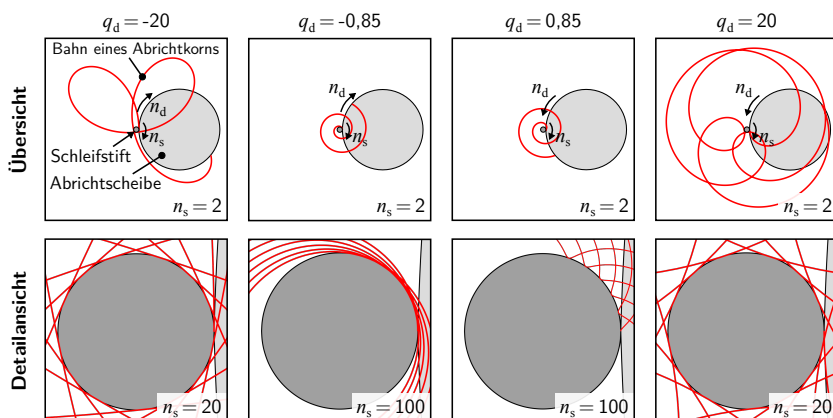 q_d = -20
q_d = -0,85
q_d = 0,85
q_d = 20
Übersicht
Bahn eines Abrichtkorns
n_d
n_s
Schleifstift
Abrichtscheibe
n_s = 2
n_d
n_s
n_s = 2
n_d
n_s
n_s = 2
n_d
n_s
n_s = 2
Detailansicht
n_s = 20
n_s = 100
n_s = 100
n_s = 20